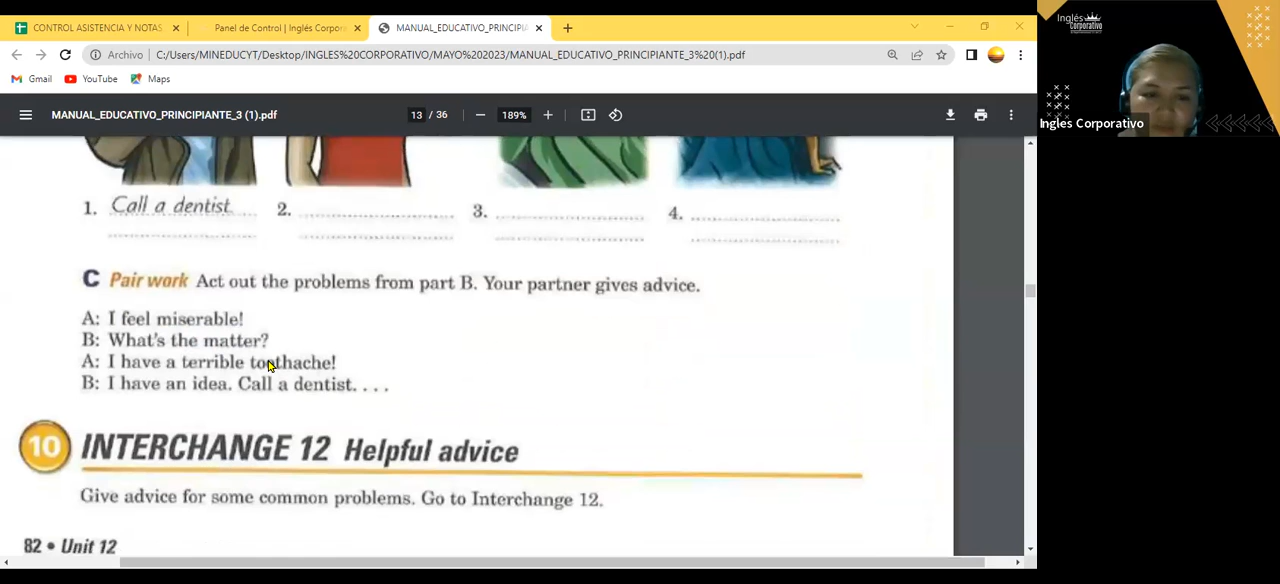 CONTROL ASISTENCIA Y NOTAS
Panel de Control | Inglés Corpora
MANUAL_EDUCATIVO_PRINCIPIA
Archivo
C:/Users/MINEDUCYT/Desktop/INGLES%20CORPORATIVO/MAYO%202023/MANUAL_EDUCATIVO_PRINCIPIANTE_3%20(1).pdf
Gmail
YouTube
Maps
MANUAL_EDUCATIVO_PRINCIPIANTE_3 (1).pdf
13 / 36
189%
1. Call a dentist.
2.
3.
4.
C Pair work Act out the problems from part B. Your partner gives advice.
A: I feel miserable!
B: What's the matter?
A: I have a terrible toothache!
B: I have an idea. Call a dentist. . . .
10 INTERCHANGE 12 Helpful advice
Give advice for some common problems. Go to Interchange 12.
82 • Unit 12
Inglés
Corporativo
Ingles Corporativo